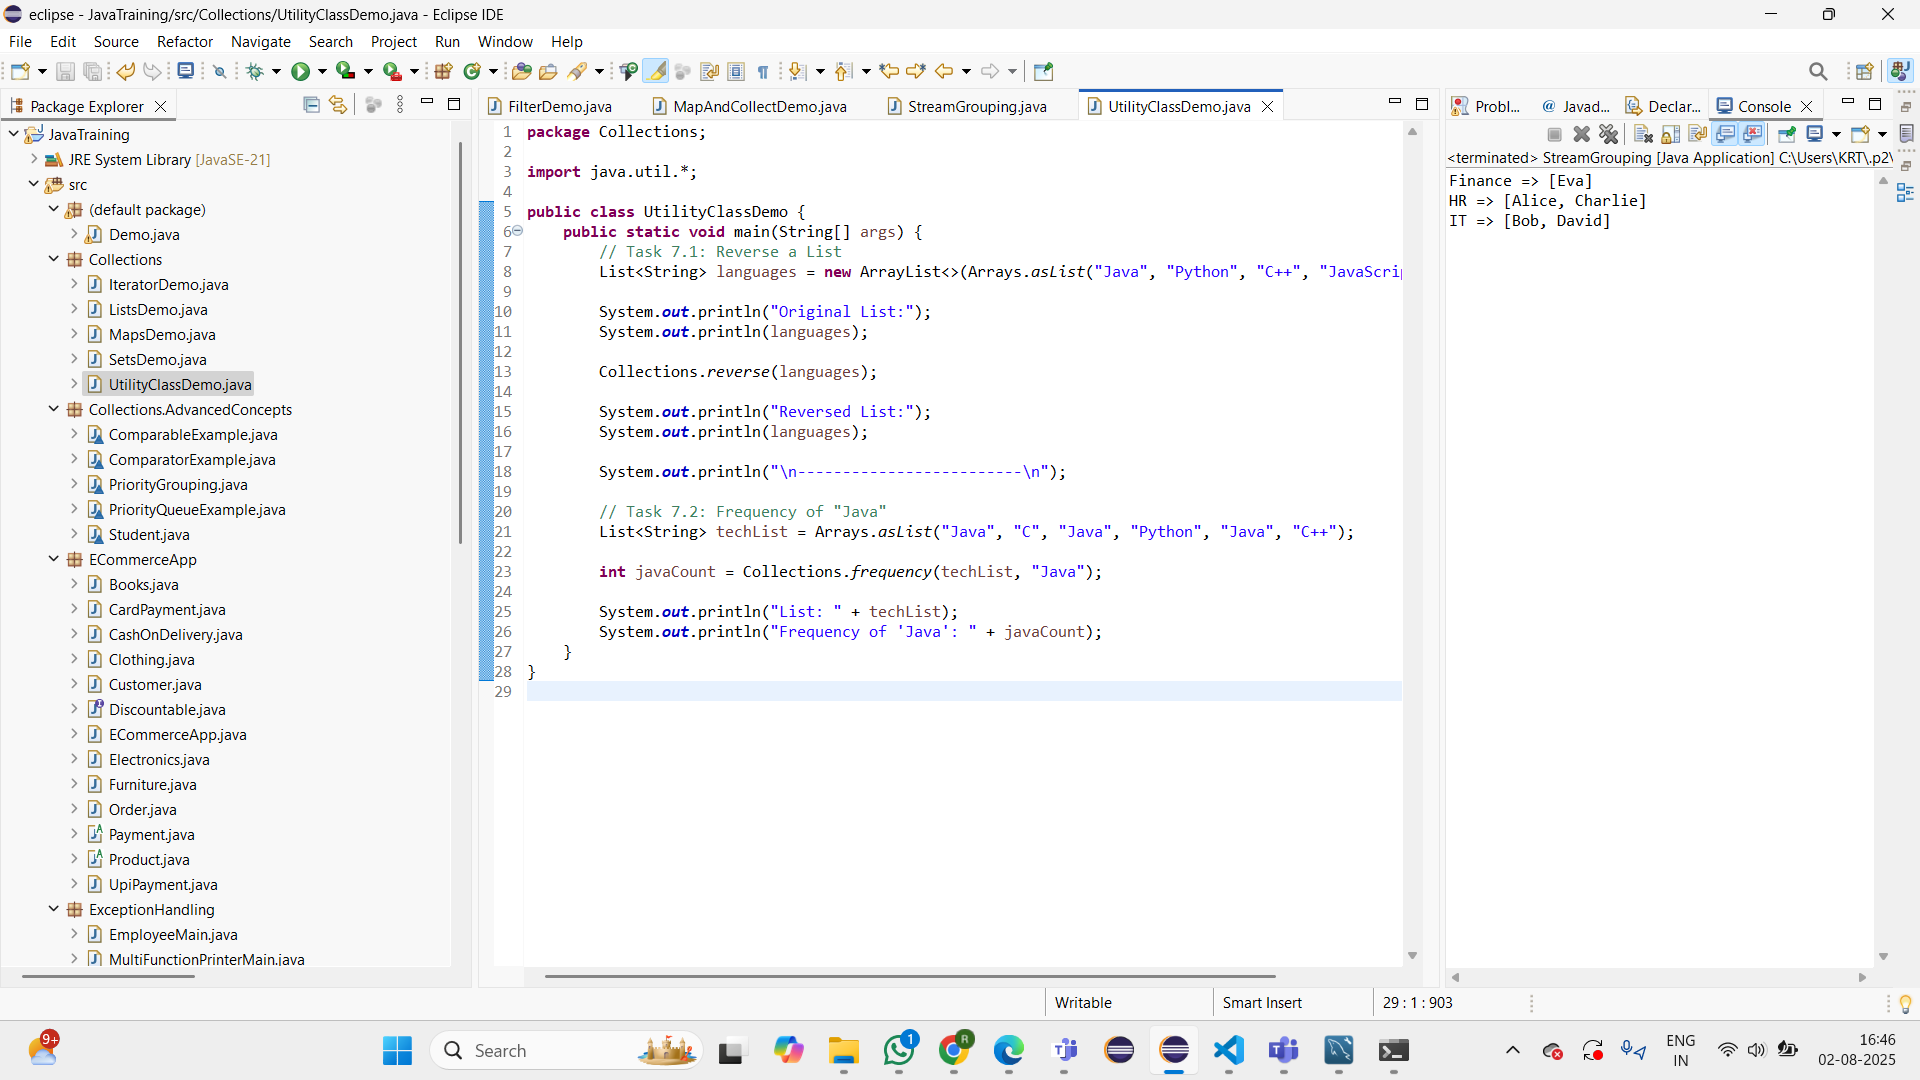 eclipse - JavaTraining/src/Collections/UtilityClassDemo.java - Eclipse IDE
File Edit Source Refactor Navigate Search Project Run Window Help
Package Explorer
JavaTraining
JRE System Library [JavaSE-21]
src
(default package)
Demo.java
Collections
IteratorDemo.java
ListsDemo.java
MapsDemo.java
SetsDemo.java
UtilityClassDemo.java
Collections.AdvancedConcepts
ComparableExample.java
ComparatorExample.java
PriorityGrouping.java
PriorityQueueExample.java
Student.java
ECommerceApp
Books.java
CardPayment.java
CashOnDelivery.java
Clothing.java
Customer.java
Discountable.java
ECommerceApp.java
Electronics.java
Furniture.java
Order.java
Payment.java
Product.java
UpiPayment.java
ExceptionHandling
EmployeeMain.java
MultiFunctionPrinterMain.java
FilterDemo.java MapAndCollectDemo.java StreamGrouping.java UtilityClassDemo.java
1 package Collections;
2
3 import java.util.*;
4
5 public class UtilityClassDemo {
6 public static void main(String[] args) {
7 // Task 7.1: Reverse a List
8 List<String> languages = new ArrayList<>(Arrays.asList("Java", "Python", "C++", "JavaScrip
9
10 System.out.println("Original List:");
11 System.out.println(languages);
12
13 Collections.reverse(languages);
14
15 System.out.println("Reversed List:");
16 System.out.println(languages);
17
18 System.out.println("\n-------------------------\n");
19
20 // Task 7.2: Frequency of "Java"
21 List<String> techList = Arrays.asList("Java", "C", "Java", "Python", "Java", "C++");
22
23 int javaCount = Collections.frequency(techList, "Java");
24
25 System.out.println("List: " + techList);
26 System.out.println("Frequency of 'Java': " + javaCount);
27 }
28 }
29
Probl... @ Javad... Declar... Console
<terminated> StreamGrouping [Java Application] C:\Users\KRT\.p2\
Finance => [Eva]
HR => [Alice, Charlie]
IT => [Bob, David]
Writable Smart Insert 29 : 1 : 903
9+
Search
1
R
ENG
IN
16:46
02-08-2025